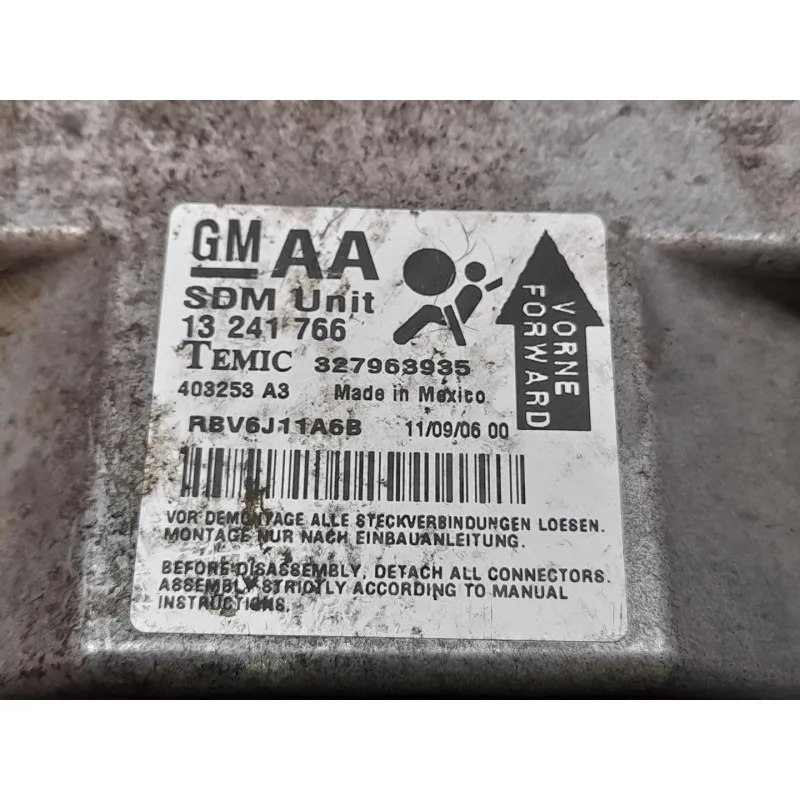 GM AA
SDM Unit
13 241 766
TEMIC 327963935
403253 A3 Made in Mexico
RBV6J11A6B 11/09/06 00
VORNE
FORWARD
VOR DEMONTAGE ALLE STECKVERBINDUNGEN LOESEN.
MONTAGE NUR NACH EINBAUANLEITUNG.
BEFORE DISASSEMBLY, DETACH ALL CONNECTORS.
ASSEMBLY STRICTLY ACCORDING TO MANUAL
INSTRUCTIONS.